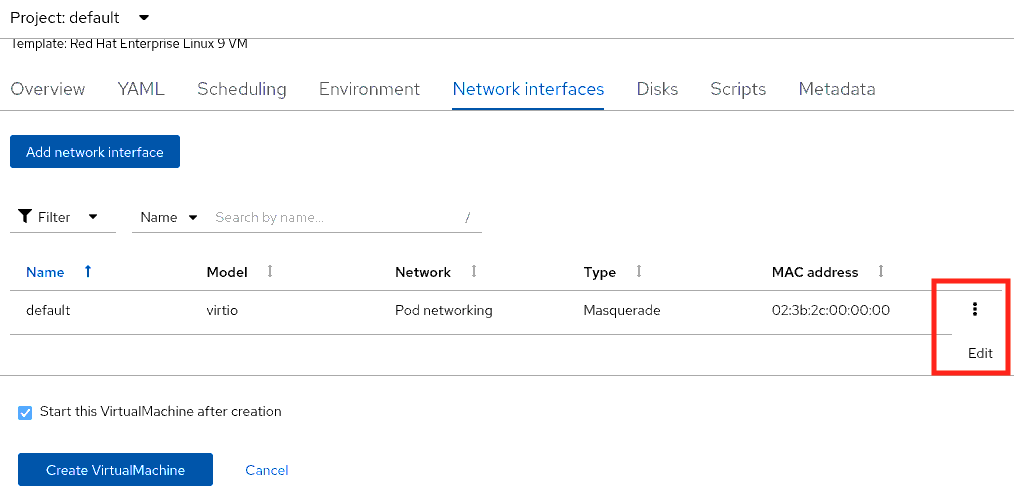 Project: default
Template: Red Hat Enterprise Linux 9 VM
Overview YAML Scheduling Environment Network interfaces Disks Scripts Metadata
Add network interface
Filter Name Search by name... /
Name Model Network Type MAC address
default virtio Pod networking Masquerade 02:3b:2c:00:00:00
Edit
Start this VirtualMachine after creation
Create VirtualMachine Cancel